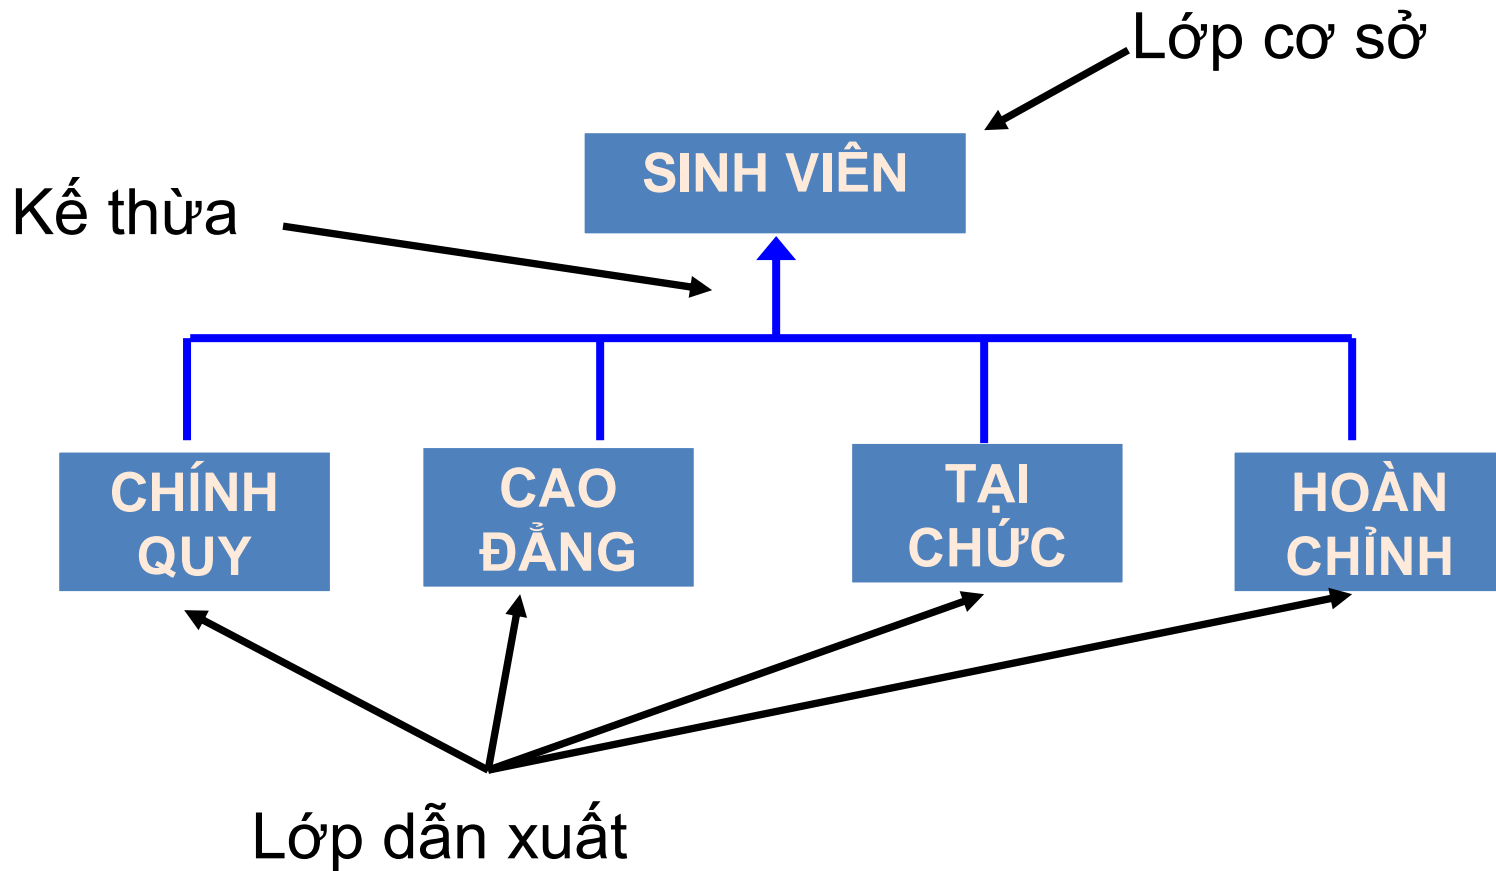 Lớp cơ sở
SINH VIÊN
Kế thừa
CHÍNH
QUY
CAO
ĐẲNG
TẠI
CHỨC
HOÀN
CHỈNH
Lớp dẫn xuất